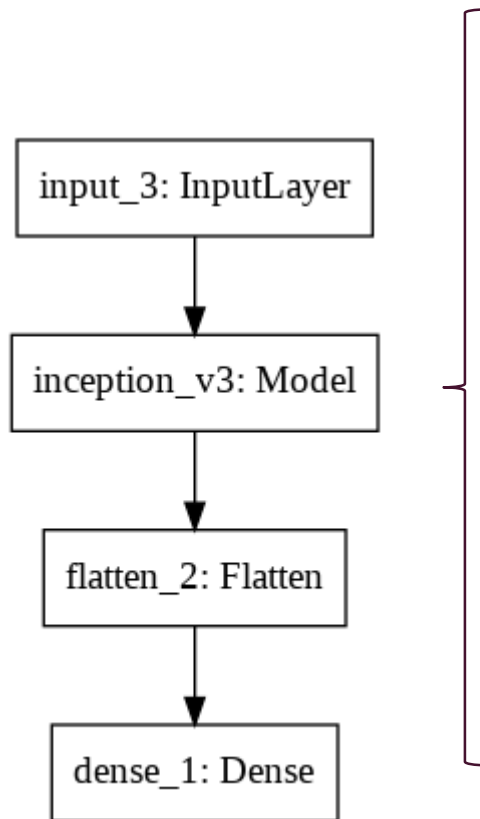 input_3: InputLayer
inception_v3: Model
flatten_2: Flatten
dense_1: Dense